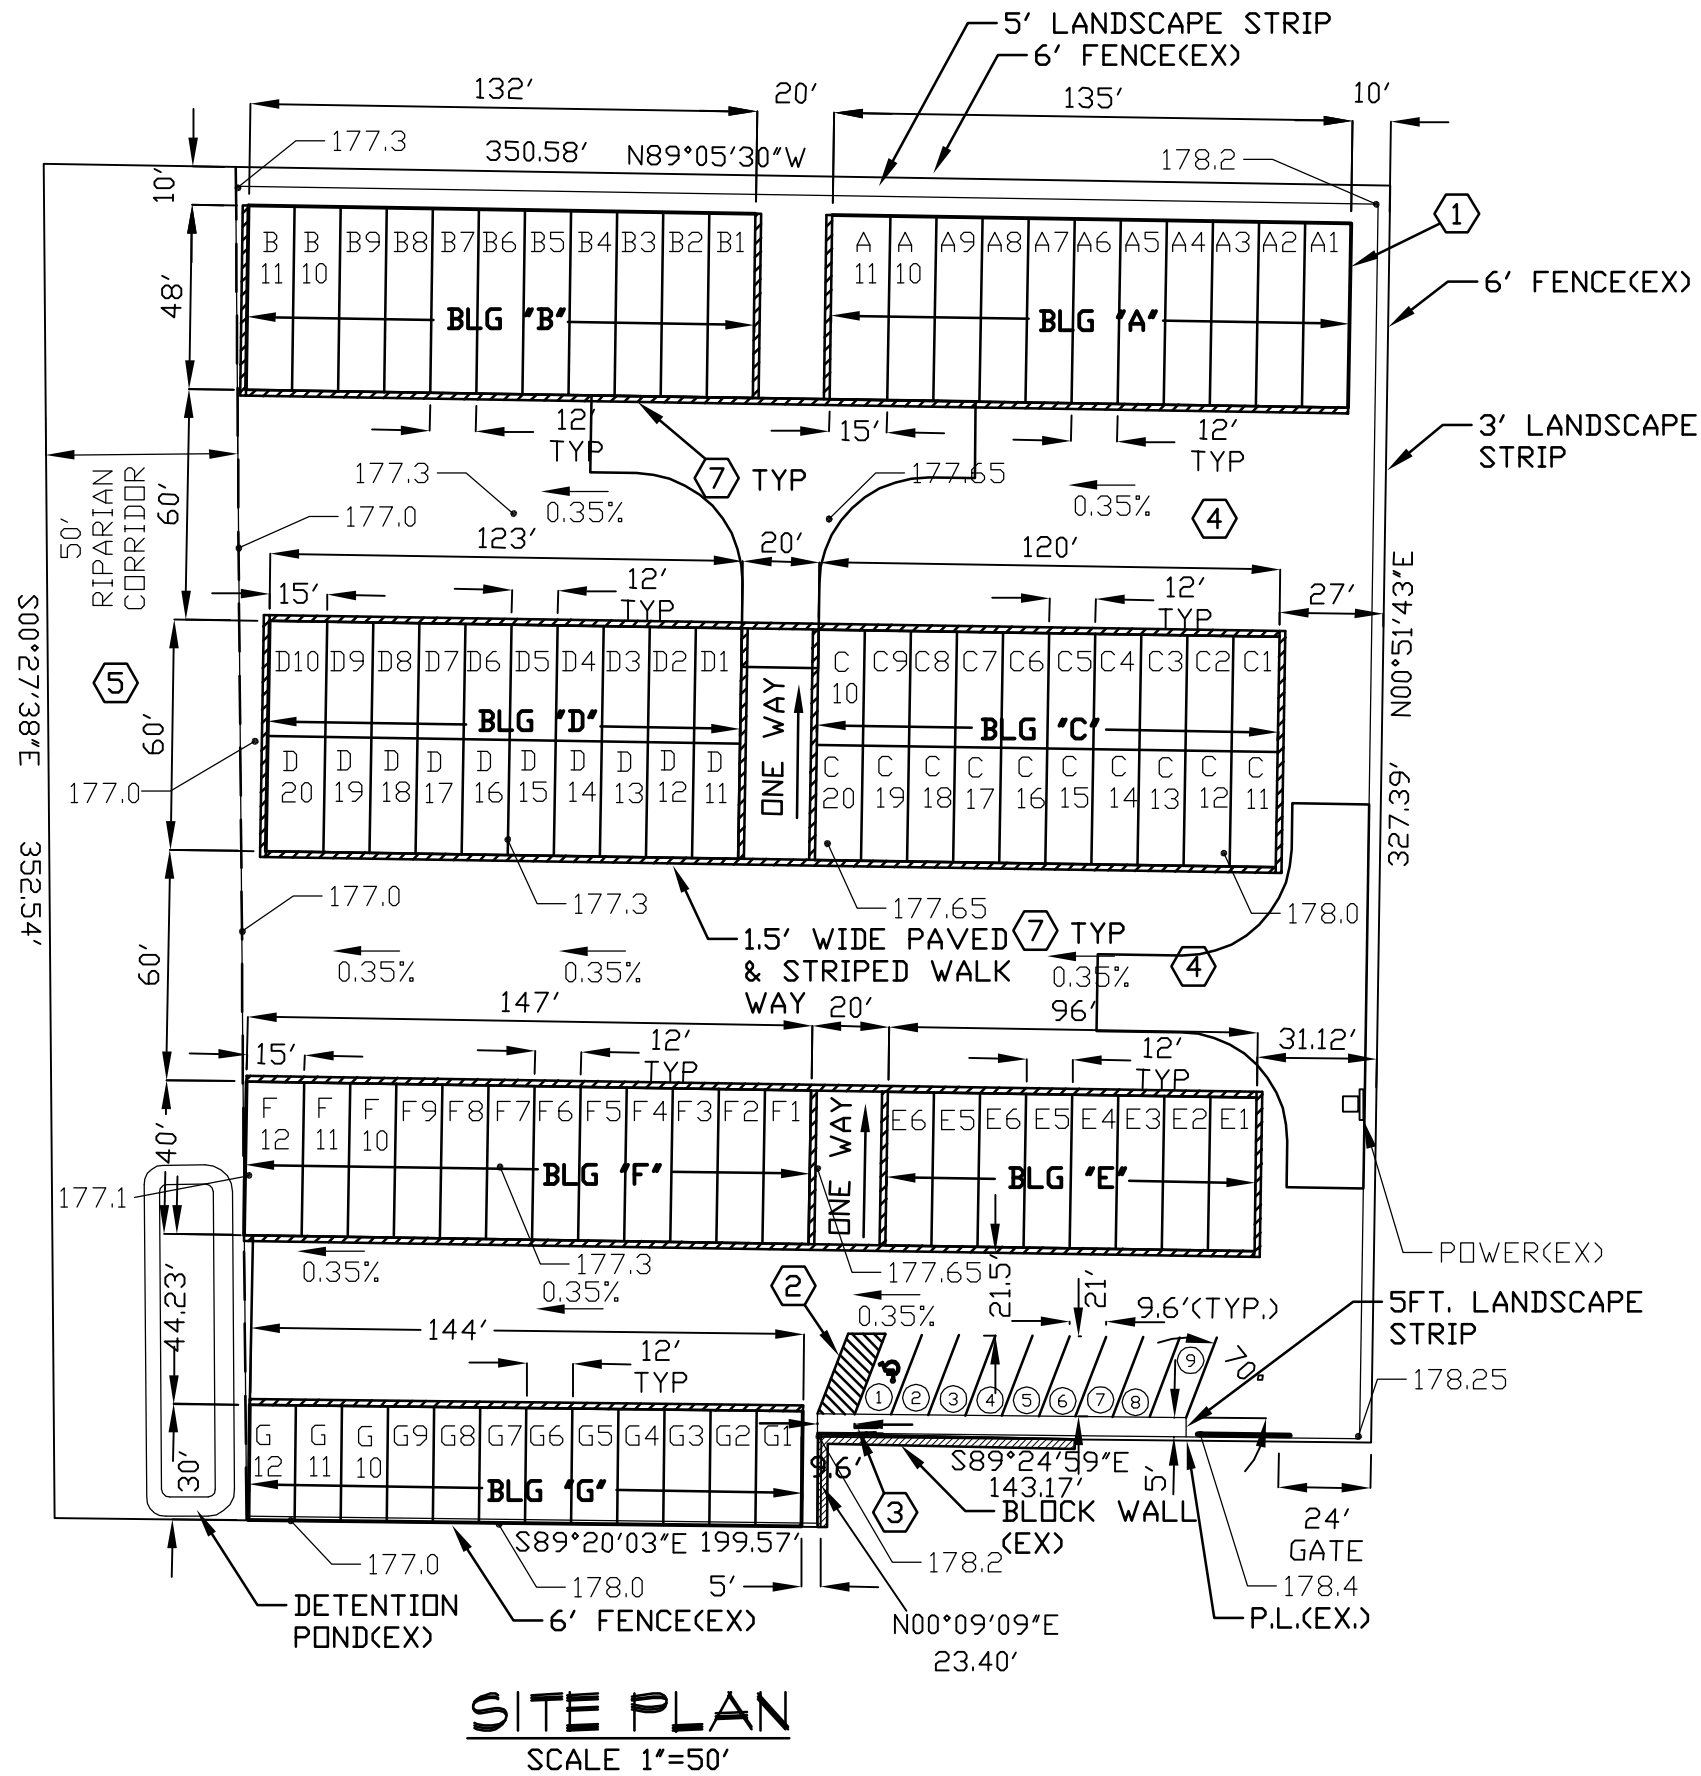 5' LANDSCAPE STRIP
6' FENCE(EX)
132'
20'
135'
10'
177.3
350.58' N89°05'30"W
178.2
10'
1
B 11
B 10
B9
B8
B7
B6
B5
B4
B3
B2
B1
A 11
A 10
A9
A8
A7
A6
A5
A4
A3
A2
A1
48'
BLG "B"
BLG "A"
6' FENCE(EX)
12'
TYP
15'
12'
TYP
3' LANDSCAPE
STRIP
177.3
7 TYP
177.65
0.35%
0.35%
4
50'
RIPARIAN
CORRIDOR
60'
177.0
123'
20'
120'
15'
12'
TYP
12'
TYP
27'
N00°51'43"E
327.39'
S00°27'38"E
352.54'
5
D10
D9
D8
D7
D6
D5
D4
D3
D2
D1
C 10
C9
C8
C7
C6
C5
C4
C3
C2
C1
60'
BLG "D"
ONE WAY
BLG "C"
D 20
D 19
D 18
D 17
D 16
D 15
D 14
D 13
D 12
D 11
C 20
C 19
C 18
C 17
C 16
C 15
C 14
C 13
C 12
C 11
177.0
177.0
177.3
177.65
178.0
60'
1.5' WIDE PAVED
& STRIPED WALK
WAY
7 TYP
0.35%
0.35%
0.35%
4
147'
20'
96'
15'
12'
TYP
12'
TYP
31.12'
F 12
F 11
F 10
F9
F8
F7
F6
F5
F4
F3
F2
F1
E6
E5
E6
E5
E4
E3
E2
E1
40'
BLG "F"
ONE WAY
BLG "E"
177.1
0.35%
177.3
0.35%
177.65
2
0.35%
21.5'
21'
9.6'(TYP.)
POWER(EX)
5FT. LANDSCAPE
STRIP
44.23'
144'
12'
TYP
1
2
3
4
5
6
7
8
9
70°
178.25
G 12
G 11
G 10
G9
G8
G7
G6
G5
G4
G3
G2
G1
30'
BLG "G"
9.6'
S89°24'59"E
143.17'
5'
3
BLOCK WALL
(EX)
24'
GATE
S89°20'03"E 199.57'
177.0
178.0
5'
178.2
178.4
DETENTION
POND(EX)
6' FENCE(EX)
N00°09'09"E
23.40'
P.L.(EX.)
SITE PLAN
SCALE 1"=50'